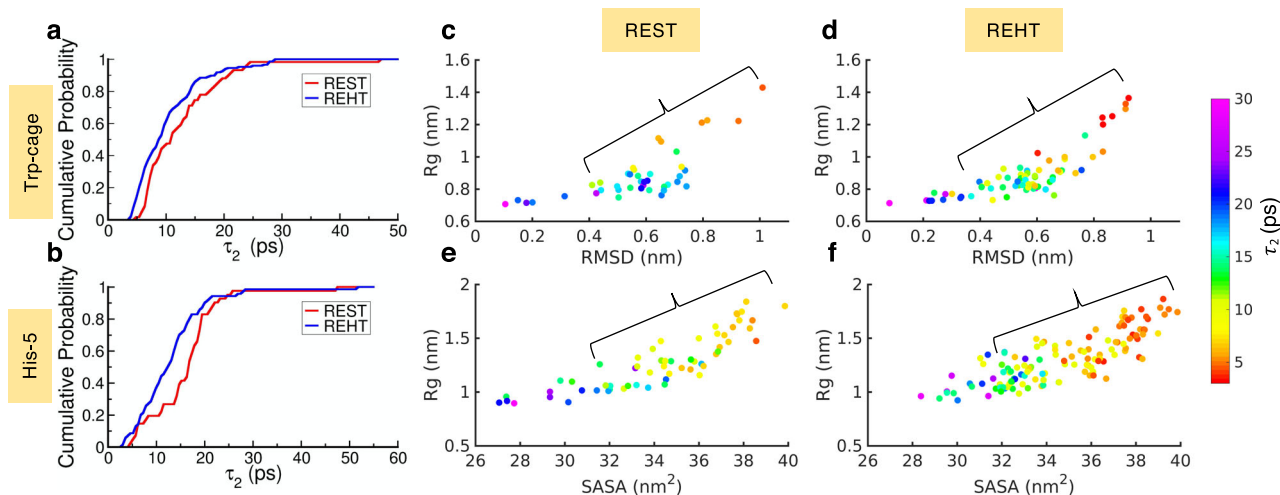 REST
REHT
a
c
d
Trp-cage
Cumulative Probability
1
0.8
0.6
0.4
0.2
0
REST
REHT
0
10
20
30
40
50
τ2 (ps)
Rg (nm)
1.6
1.4
1.2
1
0.8
0.6
0
0.2
0.4
0.6
0.8
1
RMSD (nm)
Rg (nm)
1.6
1.4
1.2
1
0.8
0.6
0
0.2
0.4
0.6
0.8
1
RMSD (nm)
30
25
20
15
10
5
τ2 (ps)
b
e
f
His-5
Cumulative Probability
1
0.8
0.6
0.4
0.2
0
REST
REHT
0
10
20
30
40
50
60
τ2 (ps)
Rg (nm)
2
1.5
1
0.5
26
28
30
32
34
36
38
40
SASA (nm²)
Rg (nm)
2
1.5
1
0.5
26
28
30
32
34
36
38
40
SASA (nm²)